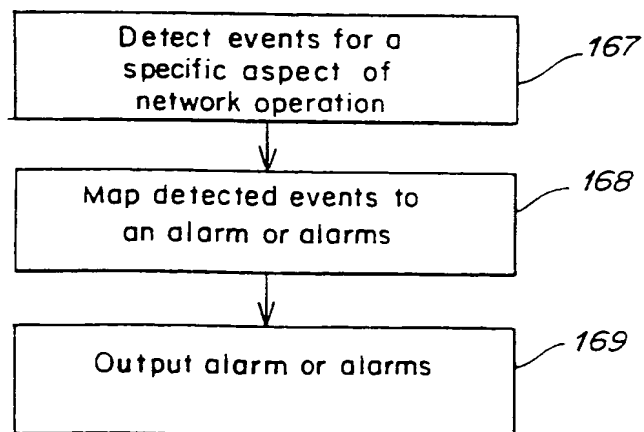 Detect events for a
specific aspect of
network operation
167
Map detected events to
an alarm or alarms
168
Output alarm or alarms
169